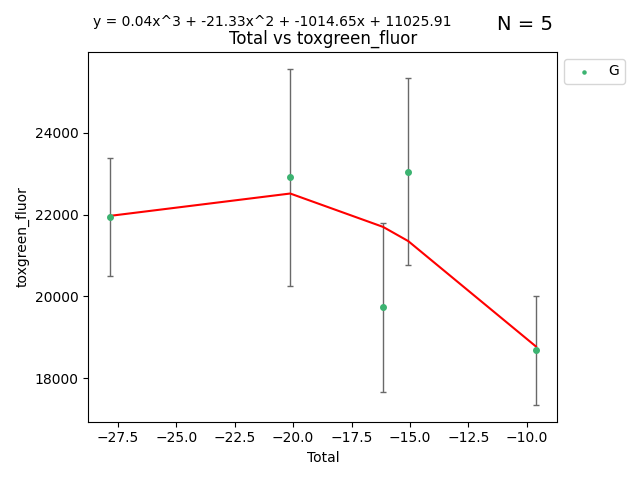 y = 0.04x^3 + -21.33x^2 + -1014.65x + 11025.91
N = 5
Total vs toxgreen_fluor
G
24000
22000
20000
18000
toxgreen_fluor
−27.5 −25.0 −22.5 −20.0 −17.5 −15.0 −12.5 −10.0
Total